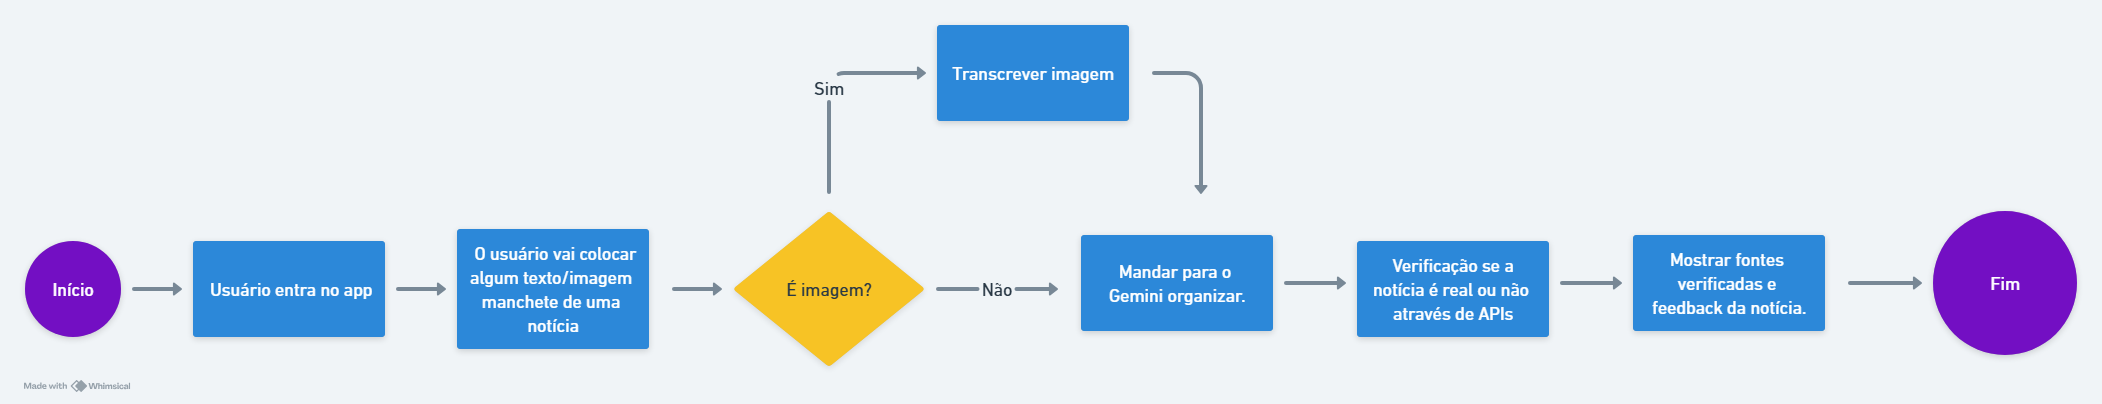 Início
Usuário entra no app
O usuário vai colocar
algum texto/imagem
manchete de uma
notícia
É imagem?
Sim
Transcrever imagem
Não
Mandar para o
Gemini organizar.
Verificação se a
notícia é real ou não
através de APIs
Mostrar fontes
verificadas e
feedback da notícia.
Fim
Made with Whimsical